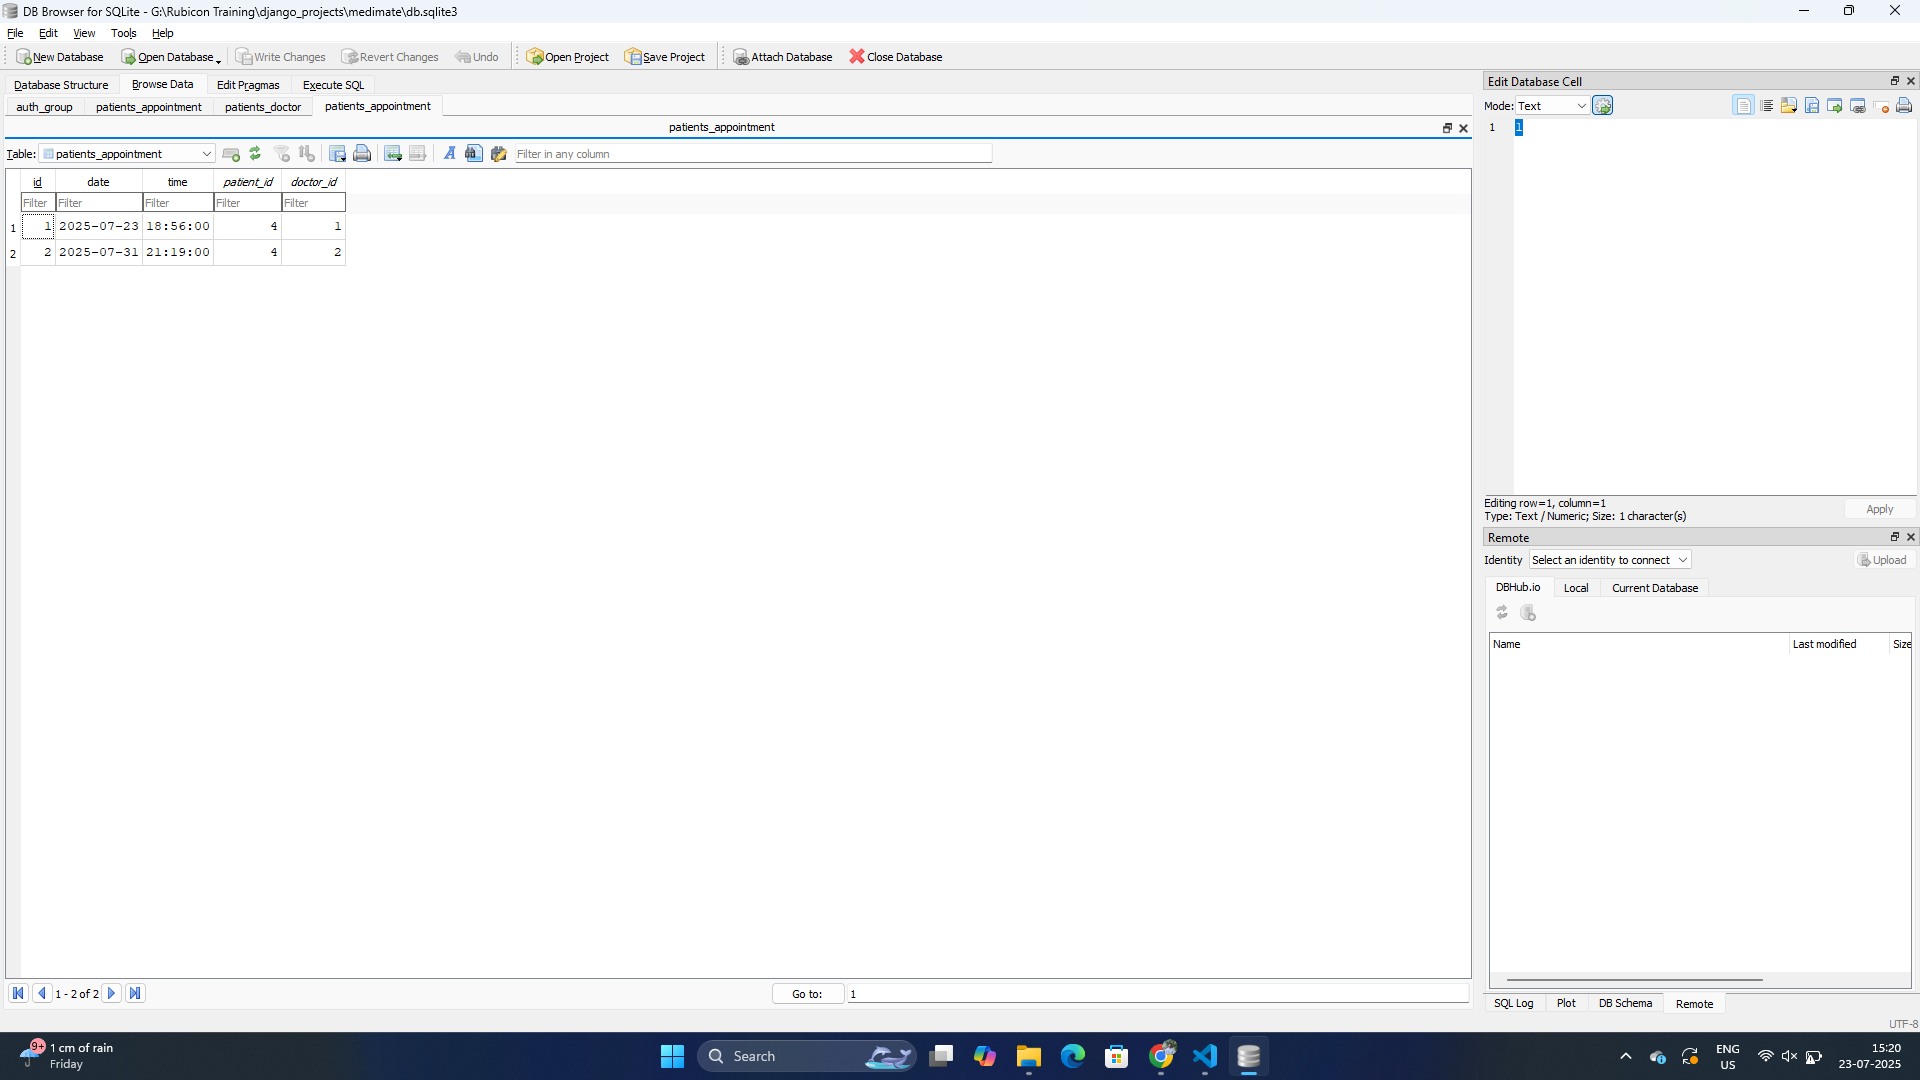 DB Browser for SQLite - G:\Rubicon Training\django_projects\medimate\db.sqlite3
File Edit View Tools Help
New Database Open Database Write Changes Revert Changes Undo Open Project Save Project Attach Database Close Database
Database Structure Browse Data Edit Pragmas Execute SQL
auth_group patients_appointment patients_doctor patients_appointment
patients_appointment
Table: patients_appointment Filter in any column
id date time patient_id doctor_id
Filter Filter Filter Filter Filter
1 1 2025-07-23 18:56:00 4 1
2 2 2025-07-31 21:19:00 4 2
1 - 2 of 2 Go to: 1
Edit Database Cell
Mode: Text
1 1
Editing row=1, column=1
Type: Text / Numeric; Size: 1 character(s)
Apply
Remote
Identity Select an identity to connect Upload
DBHub.io Local Current Database
Name Last modified Size
SQL Log Plot DB Schema Remote
UTF-8
9+ 1 cm of rain
Friday
Search
ENG
US
15:20
23-07-2025